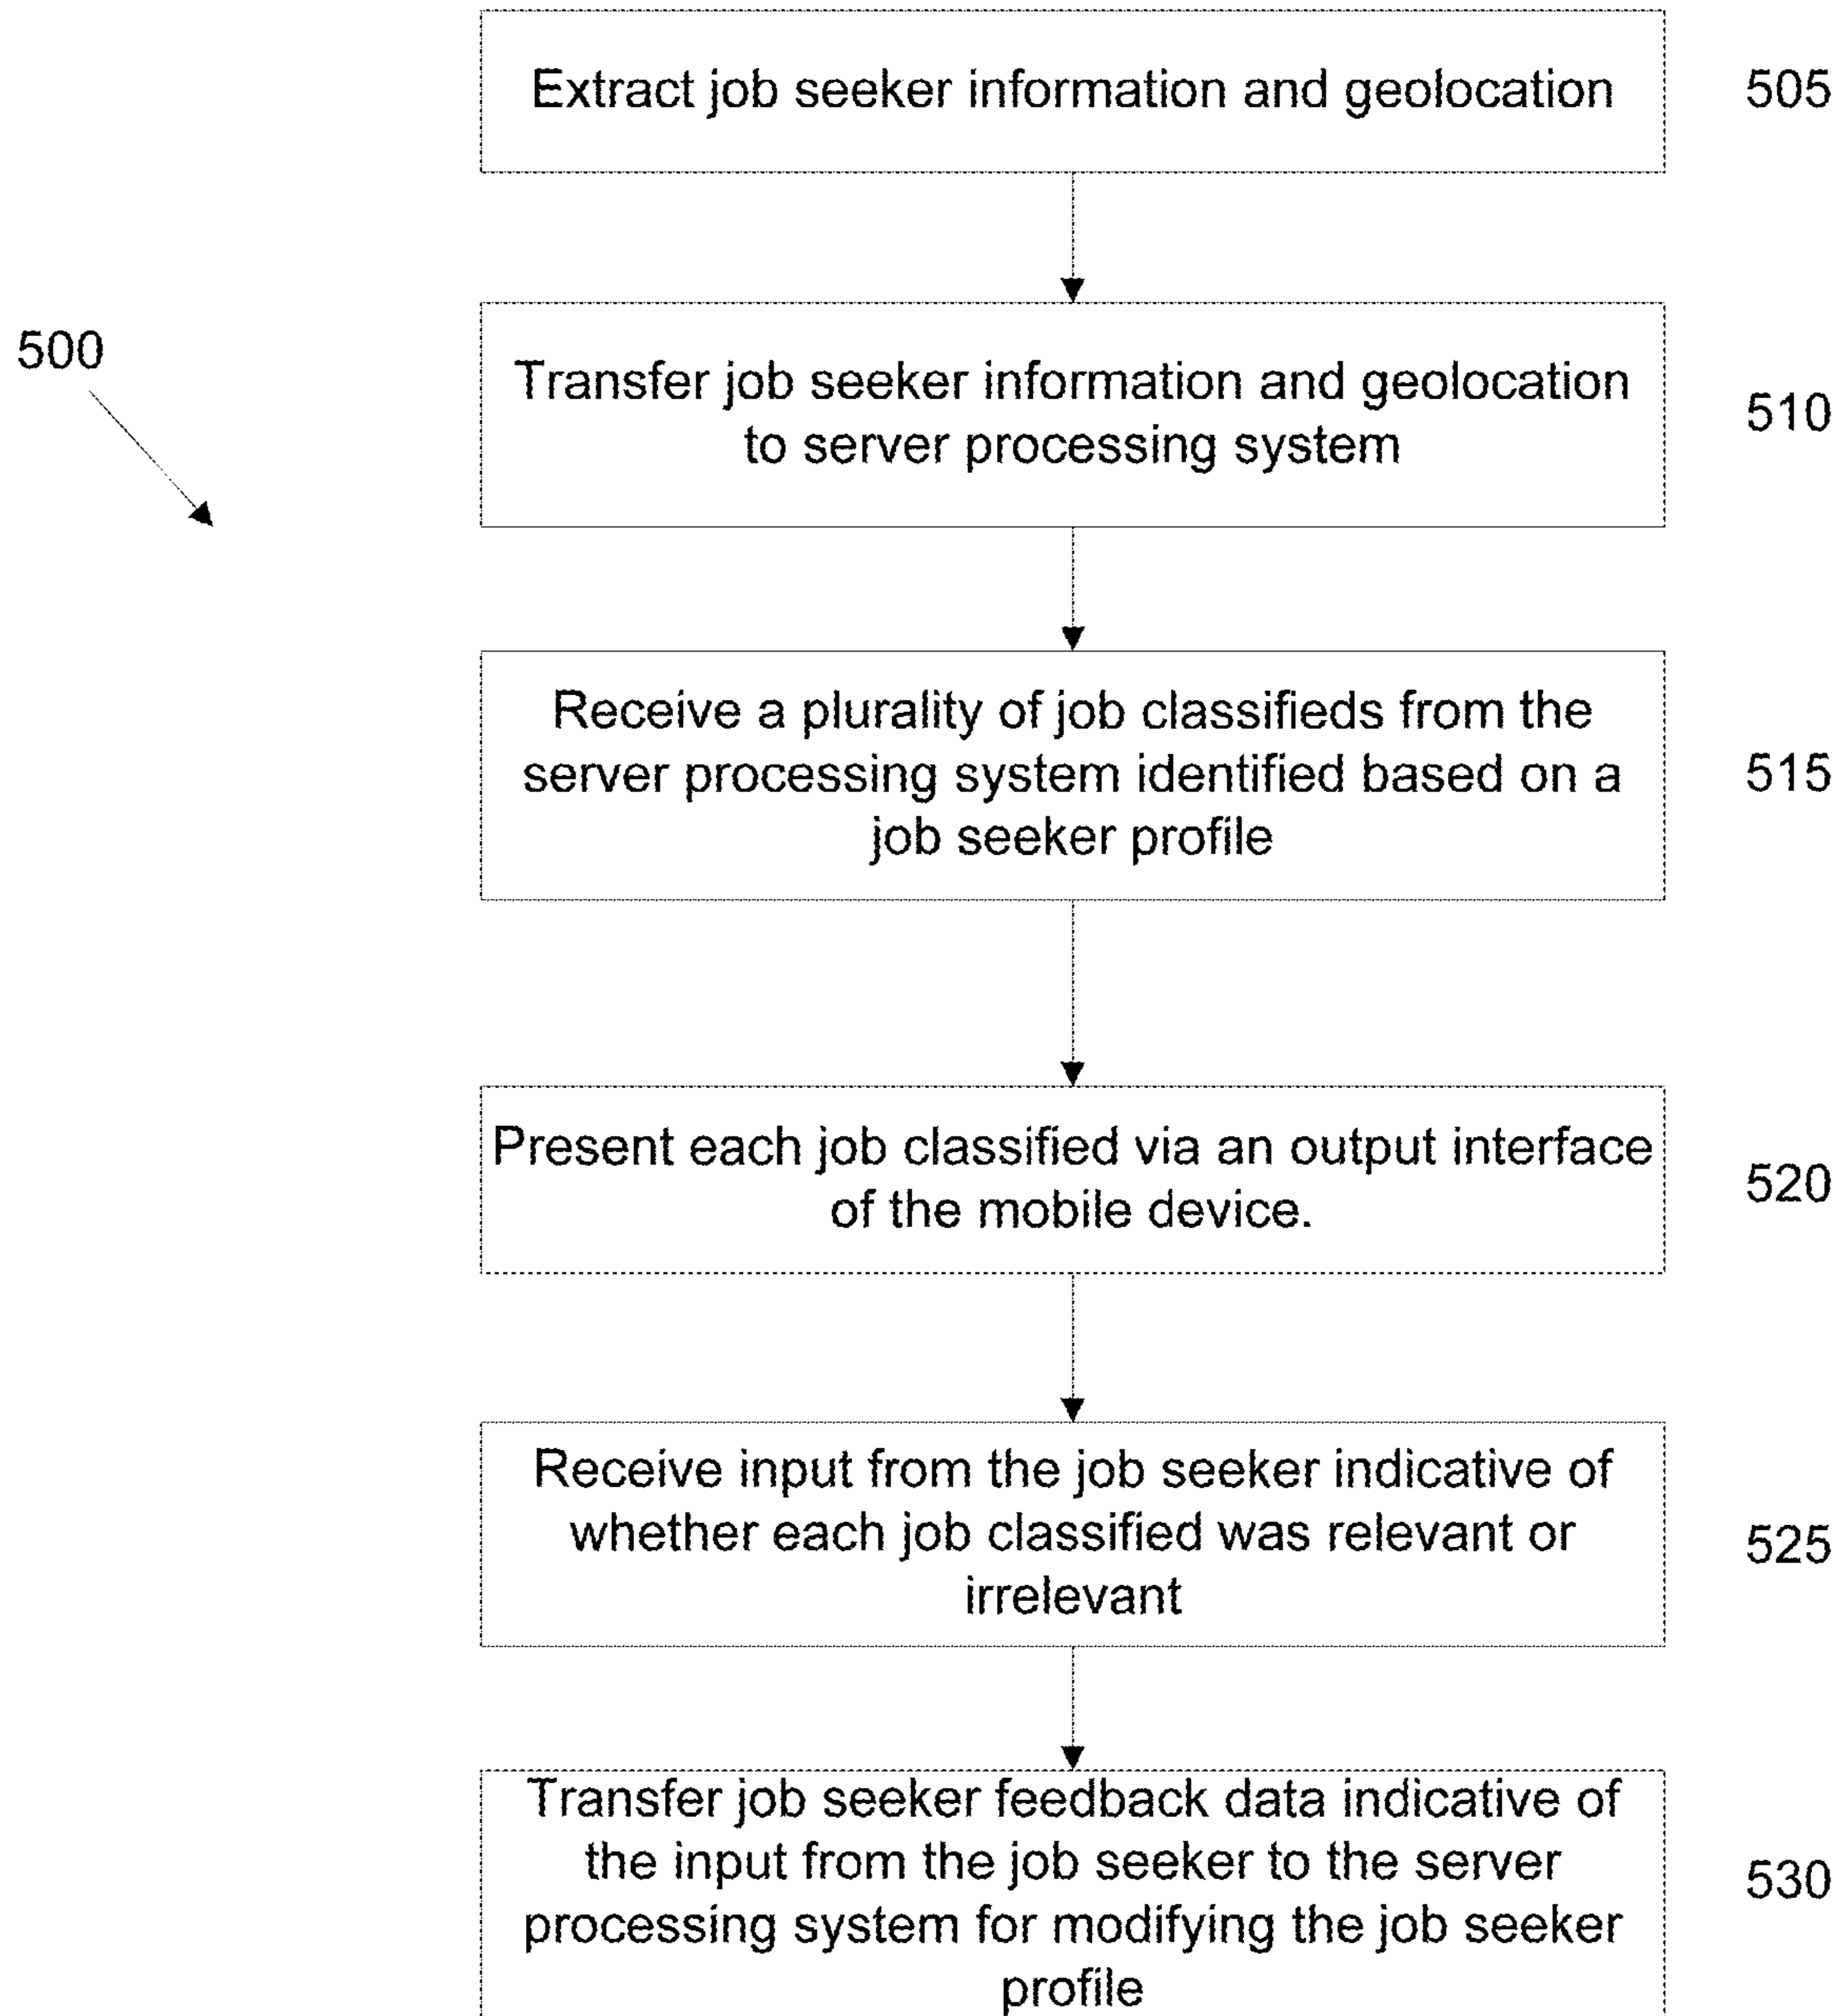 Extract job seeker information and geolocation
505
500
Transfer job seeker information and geolocation
to server processing system
510
Receive a plurality of job classifieds from the
server processing system identified based on a
job seeker profile
515
Present each job classified via an output interface
of the mobile device.
520
Receive input from the job seeker indicative of
whether each job classified was relevant or
irrelevant
525
Transfer job seeker feedback data indicative of
the input from the job seeker to the server
processing system for modifying the job seeker
profile
530